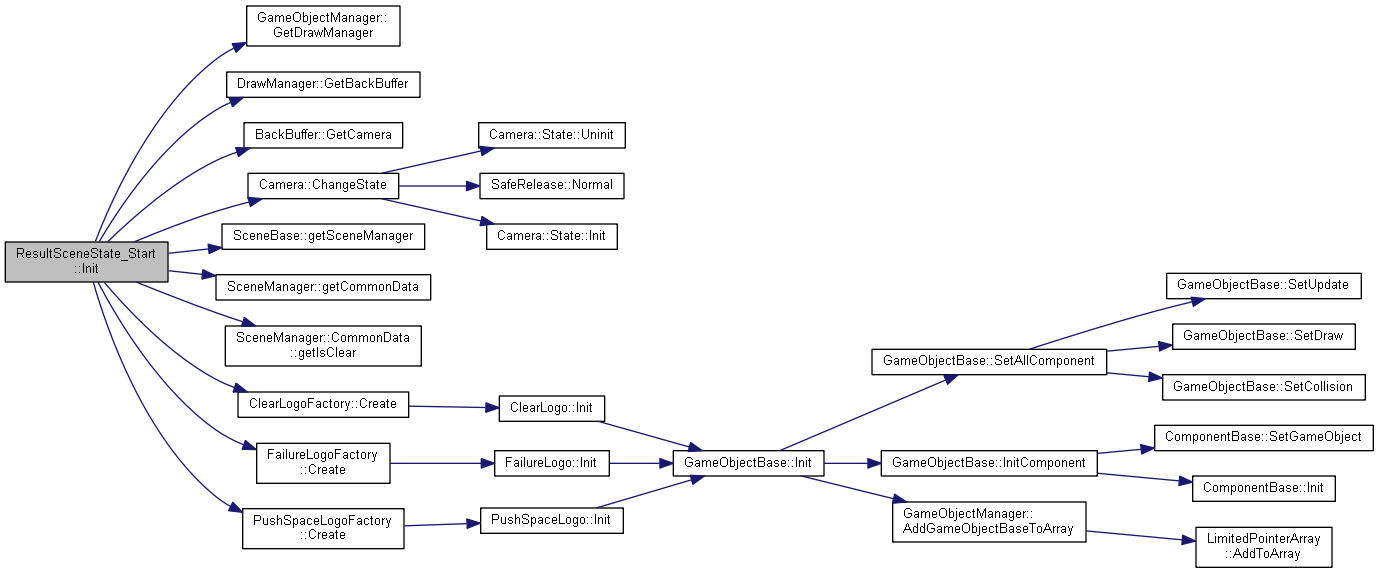 GameObjectManager::
GetDrawManager
DrawManager::GetBackBuffer
BackBuffer::GetCamera
Camera::ChangeState
Camera::State::Uninit
SafeRelease::Normal
Camera::State::Init
SceneBase::getSceneManager
ResultSceneState_Start
::Init
SceneManager::getCommonData
SceneManager::CommonData
::getIsClear
ClearLogoFactory::Create
ClearLogo::Init
FailureLogoFactory
::Create
FailureLogo::Init
PushSpaceLogoFactory
::Create
PushSpaceLogo::Init
GameObjectBase::Init
GameObjectBase::SetAllComponent
GameObjectBase::SetUpdate
GameObjectBase::SetDraw
GameObjectBase::SetCollision
GameObjectBase::InitComponent
ComponentBase::SetGameObject
ComponentBase::Init
GameObjectManager::
AddGameObjectBaseToArray
LimitedPointerArray
::AddToArray